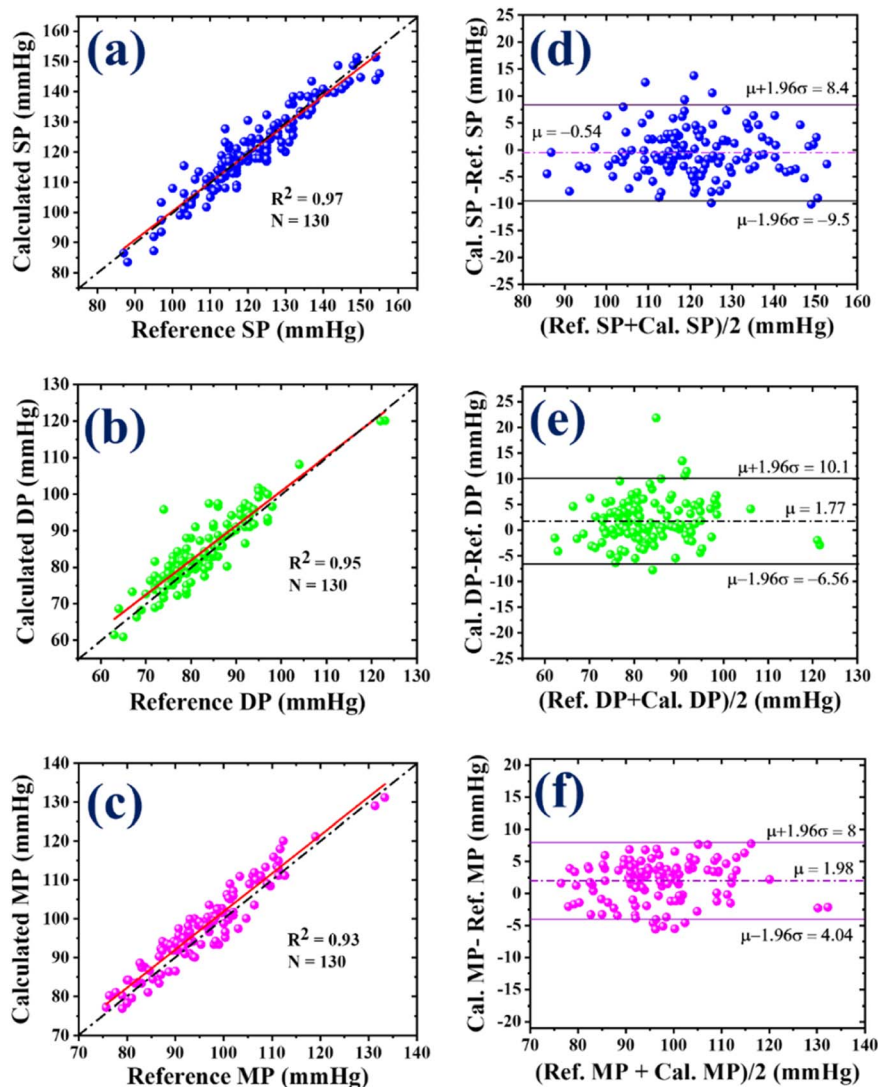 (a)
Calculated SP (mmHg)
160
150
140
130
120
110
100
90
80
R² = 0.97
N = 130
80 90 100 110 120 130 140 150 160
Reference SP (mmHg)
(d)
Cal. SP -Ref. SP (mmHg)
25
20
15
10
5
0
-5
-10
-15
-20
-25
μ+1.96σ = 8.4
μ = –0.54
μ–1.96σ = –9.5
80 90 100 110 120 130 140 150 160
(Ref. SP+Cal. SP)/2 (mmHg)
(b)
Calculated DP (mmHg)
130
120
110
100
90
80
70
60
R² = 0.95
N = 130
60 70 80 90 100 110 120 130
Reference DP (mmHg)
(e)
Cal. DP-Ref. DP (mmHg)
25
20
15
10
5
0
-5
-10
-15
-20
-25
μ+1.96σ = 10.1
μ = 1.77
μ–1.96σ = –6.56
60 70 80 90 100 110 120 130
(Ref. DP+Cal. DP)/2 (mmHg)
(c)
Calculated MP (mmHg)
140
130
120
110
100
90
80
70
R² = 0.93
N = 130
70 80 90 100 110 120 130 140
Reference MP (mmHg)
(f)
Cal. MP- Ref. MP (mmHg)
20
15
10
5
0
-5
-10
-15
-20
μ+1.96σ = 8
μ = 1.98
μ–1.96σ = 4.04
70 80 90 100 110 120 130 140
(Ref. MP + Cal. MP)/2 (mmHg)